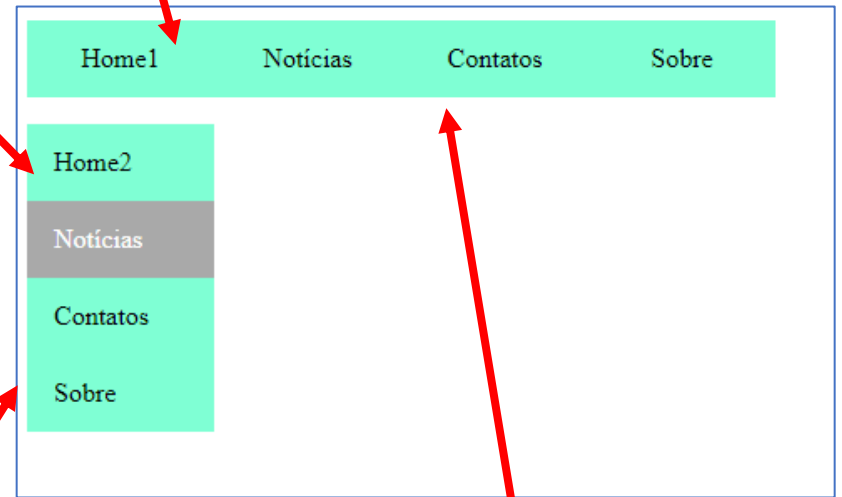 Home1 Notícias Contatos Sobre
Home2
Notícias
Contatos
Sobre